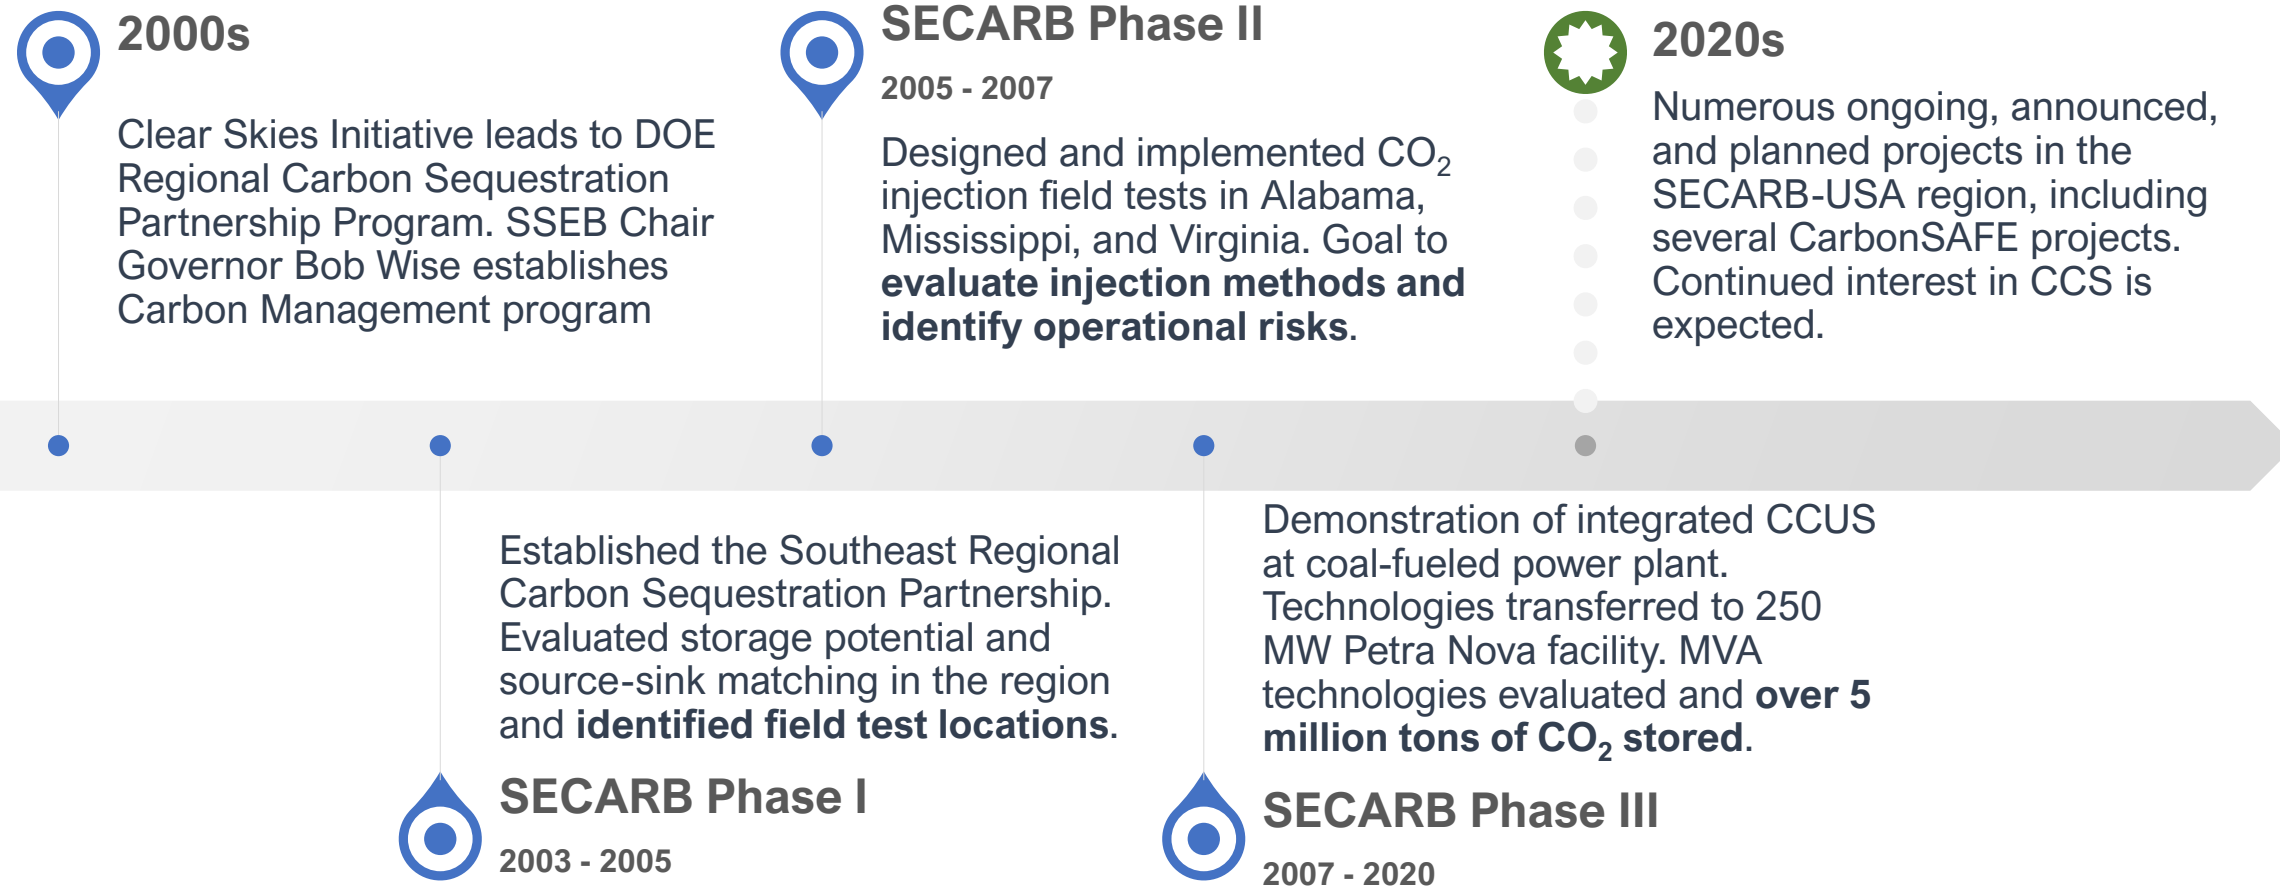 2000s
Clear Skies Initiative leads to DOE
Regional Carbon Sequestration
Partnership Program. SSEB Chair
Governor Bob Wise establishes
Carbon Management program
SECARB Phase II
2005 - 2007
Designed and implemented CO₂
injection field tests in Alabama,
Mississippi, and Virginia. Goal to
evaluate injection methods and
identify operational risks.
2020s
Numerous ongoing, announced,
and planned projects in the
SECARB-USA region, including
several CarbonSAFE projects.
Continued interest in CCS is
expected.
Established the Southeast Regional
Carbon Sequestration Partnership.
Evaluated storage potential and
source-sink matching in the region
and identified field test locations.
SECARB Phase I
2003 - 2005
Demonstration of integrated CCUS
at coal-fueled power plant.
Technologies transferred to 250
MW Petra Nova facility. MVA
technologies evaluated and over 5
million tons of CO₂ stored.
SECARB Phase III
2007 - 2020